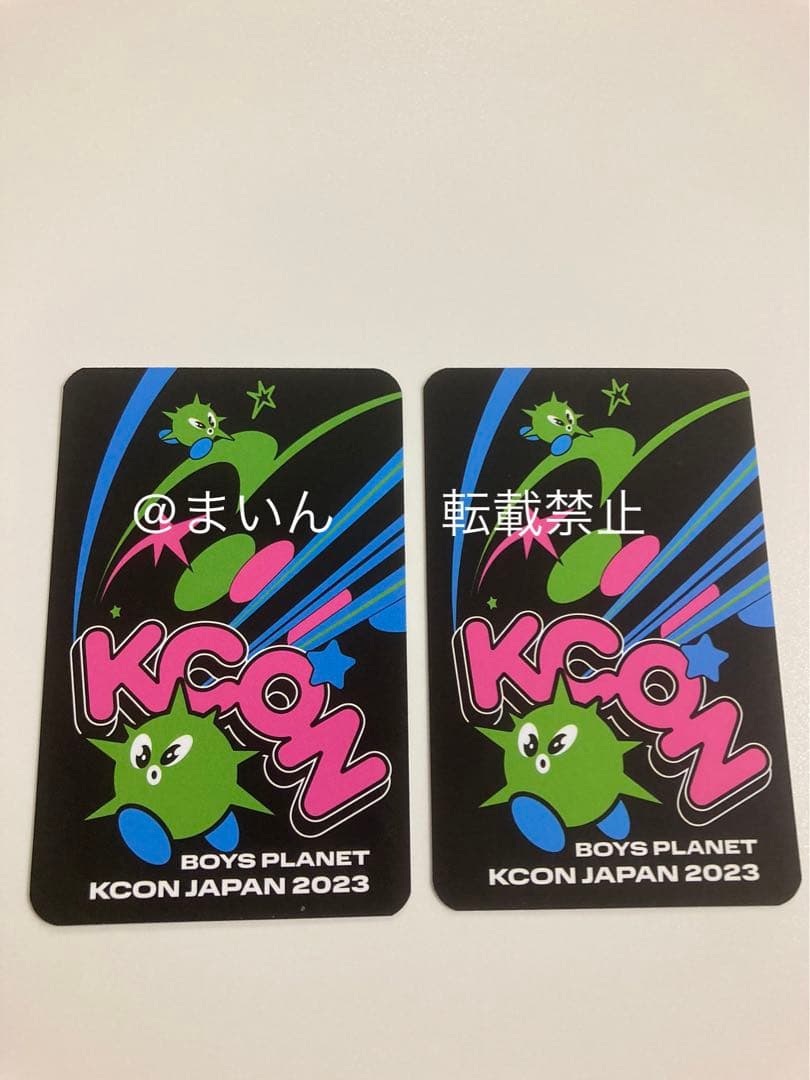 @まいん
転載禁止
KCON
BOYS PLANET
KCON JAPAN 2023
KCON
BOYS PLANET
KCON JAPAN 2023